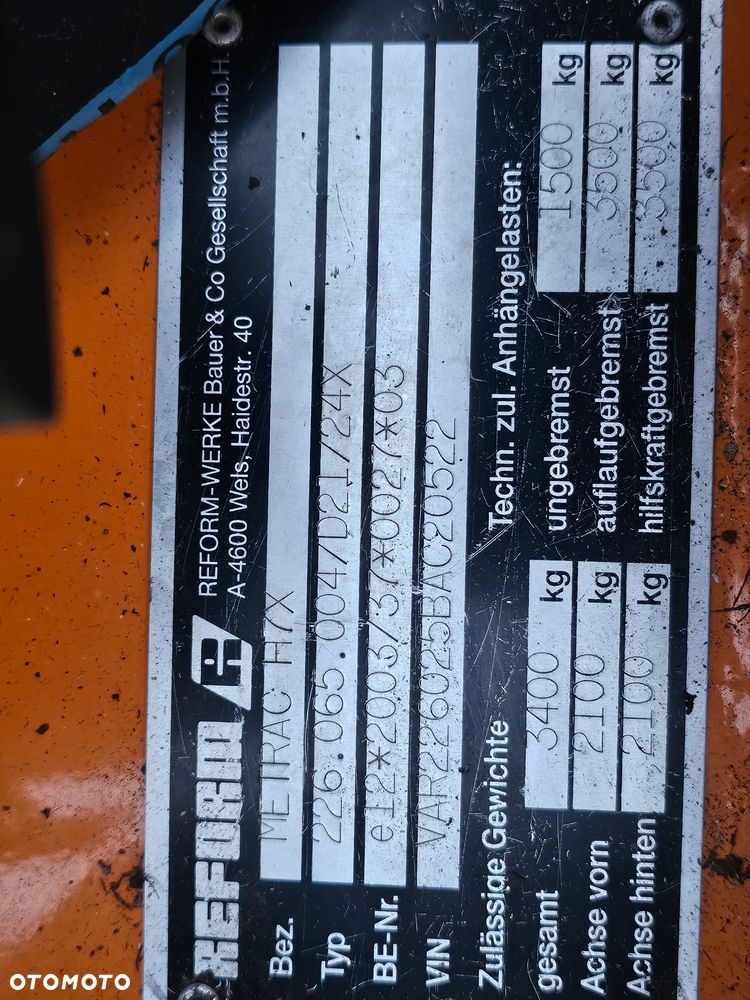 REFORM
REFORM-WERKE Bauer & Co Gesellschaft m.b.H.
A-4600 Wels, Haidestr. 40
Bez. METRAC H7X
Typ 226.065.004/D21/24X
BE-Nr. e12*2003/37*0027*03
VIN VAR226025BAC20522
Zulässige Gewichte
gesamt 3400 kg
Achse vorn 2100 kg
Achse hinten 2100 kg
Techn. zul. Anhängelasten:
ungebremst 1500 kg
auflaufgebremst 3500 kg
hilfskraftgebremst 3500 kg
OTOMOTO